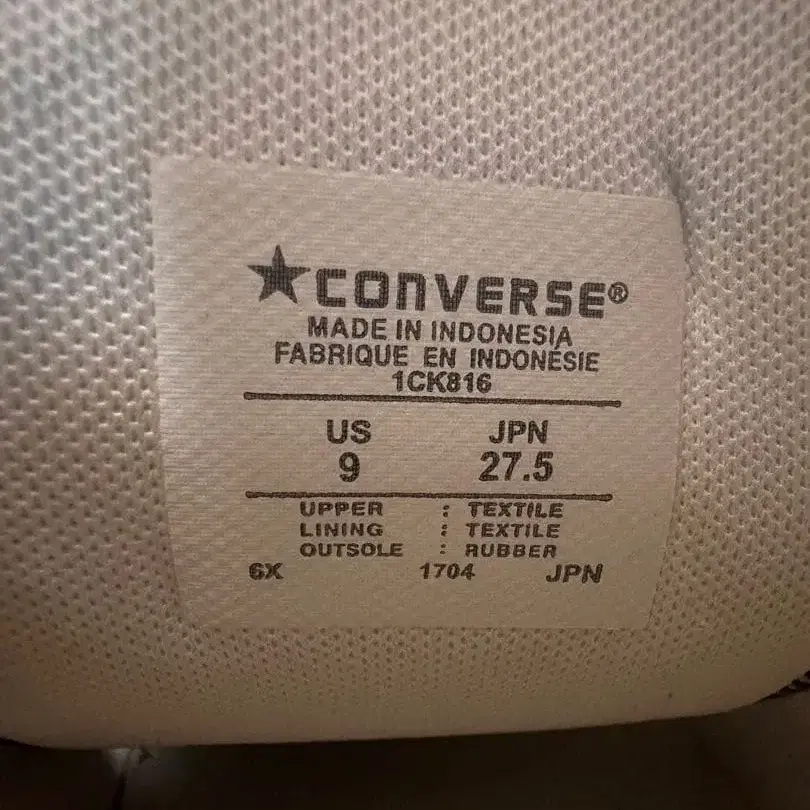 ★CONVERSE®
MADE IN INDONESIA
FABRIQUE EN INDONÉSIE
1CK816
US JPN
9 27.5
UPPER : TEXTILE
LINING : TEXTILE
OUTSOLE : RUBBER
6X 1704 JPN